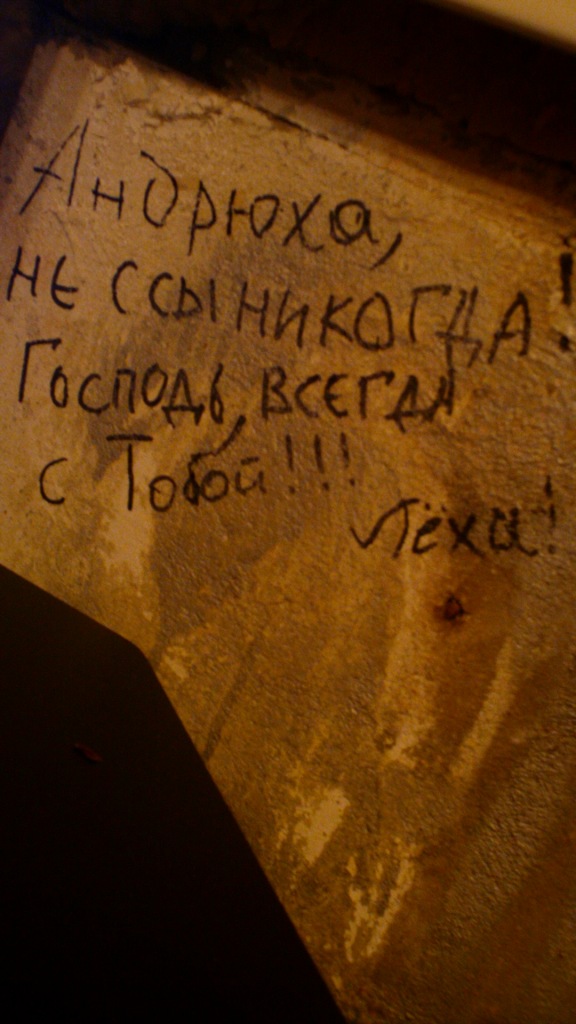 Андрюха,
не ссы никогда!
Господь, всегда
с Тобой!!!
Лёха!